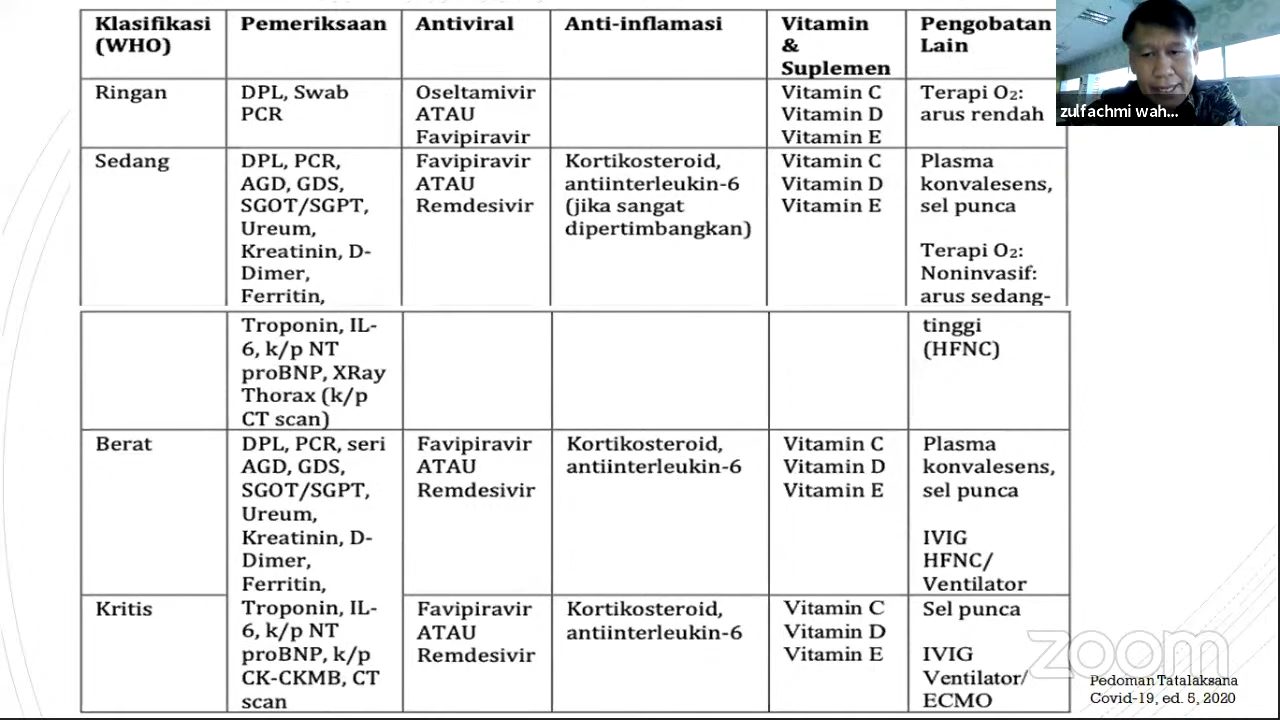 Klasifikasi (WHO)
Pemeriksaan
Antiviral
Anti-inflamasi
Vitamin
&
Suplemen
Pengobatan
Lain
Ringan
DPL, Swab
PCR
Oseltamivir
ATAU
Favipiravir
Vitamin C
Vitamin D
Vitamin E
Terapi O₂:
arus rendah
Sedang
DPL, PCR,
AGD, GDS,
SGOT/SGPT,
Ureum,
Kreatinin, D-
Dimer,
Ferritin,
Favipiravir
ATAU
Remdesivir
Kortikosteroid,
antiinterleukin-6
(jika sangat
dipertimbangkan)
Vitamin C
Vitamin D
Vitamin E
Plasma
konvalesens,
sel punca
Terapi O₂:
Noninvasif:
arus sedang-
Troponin, IL-
6, k/p NT
proBNP, XRay
Thorax (k/p
CT scan)
tinggi
(HFNC)
Berat
DPL, PCR, seri
AGD, GDS,
SGOT/SGPT,
Ureum,
Kreatinin, D-
Dimer,
Ferritin,
Favipiravir
ATAU
Remdesivir
Kortikosteroid,
antiinterleukin-6
Vitamin C
Vitamin D
Vitamin E
Plasma
konvalesens,
sel punca
IVIG
HFNC/
Ventilator
Kritis
Troponin, IL-
6, k/p NT
proBNP, k/p
CK-CKMB, CT
scan
Favipiravir
ATAU
Remdesivir
Kortikosteroid,
antiinterleukin-6
Vitamin C
Vitamin D
Vitamin E
Sel punca
IVIG
Ventilator/
ECMO
zulfachmi wah...
zoom
Pedoman Tatalaksana
Covid-19, ed. 5, 2020